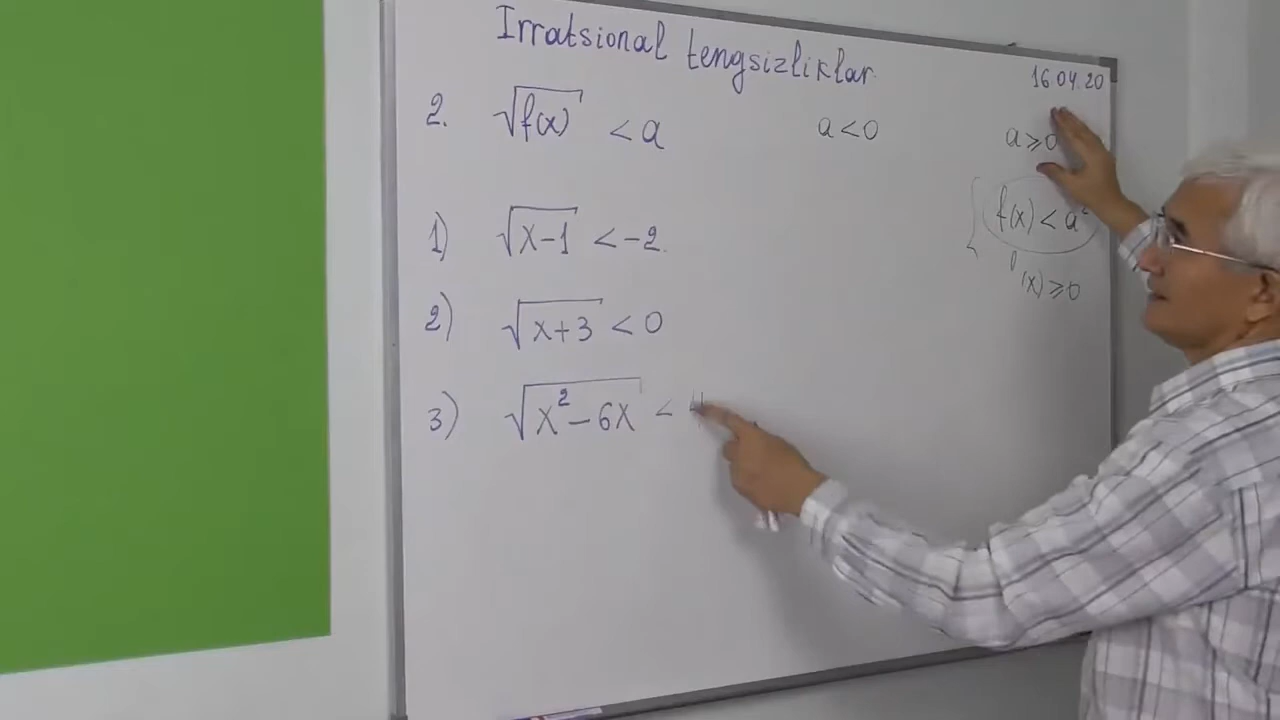 Irratsional tengsizliklar
16.04.20
2. √f(x) < a
a < 0
a ⩾ 0
f(x) < a²
f(x) ⩾ 0
1) √x-1 < -2
2) √x+3 < 0
3) √x² - 6x < 4